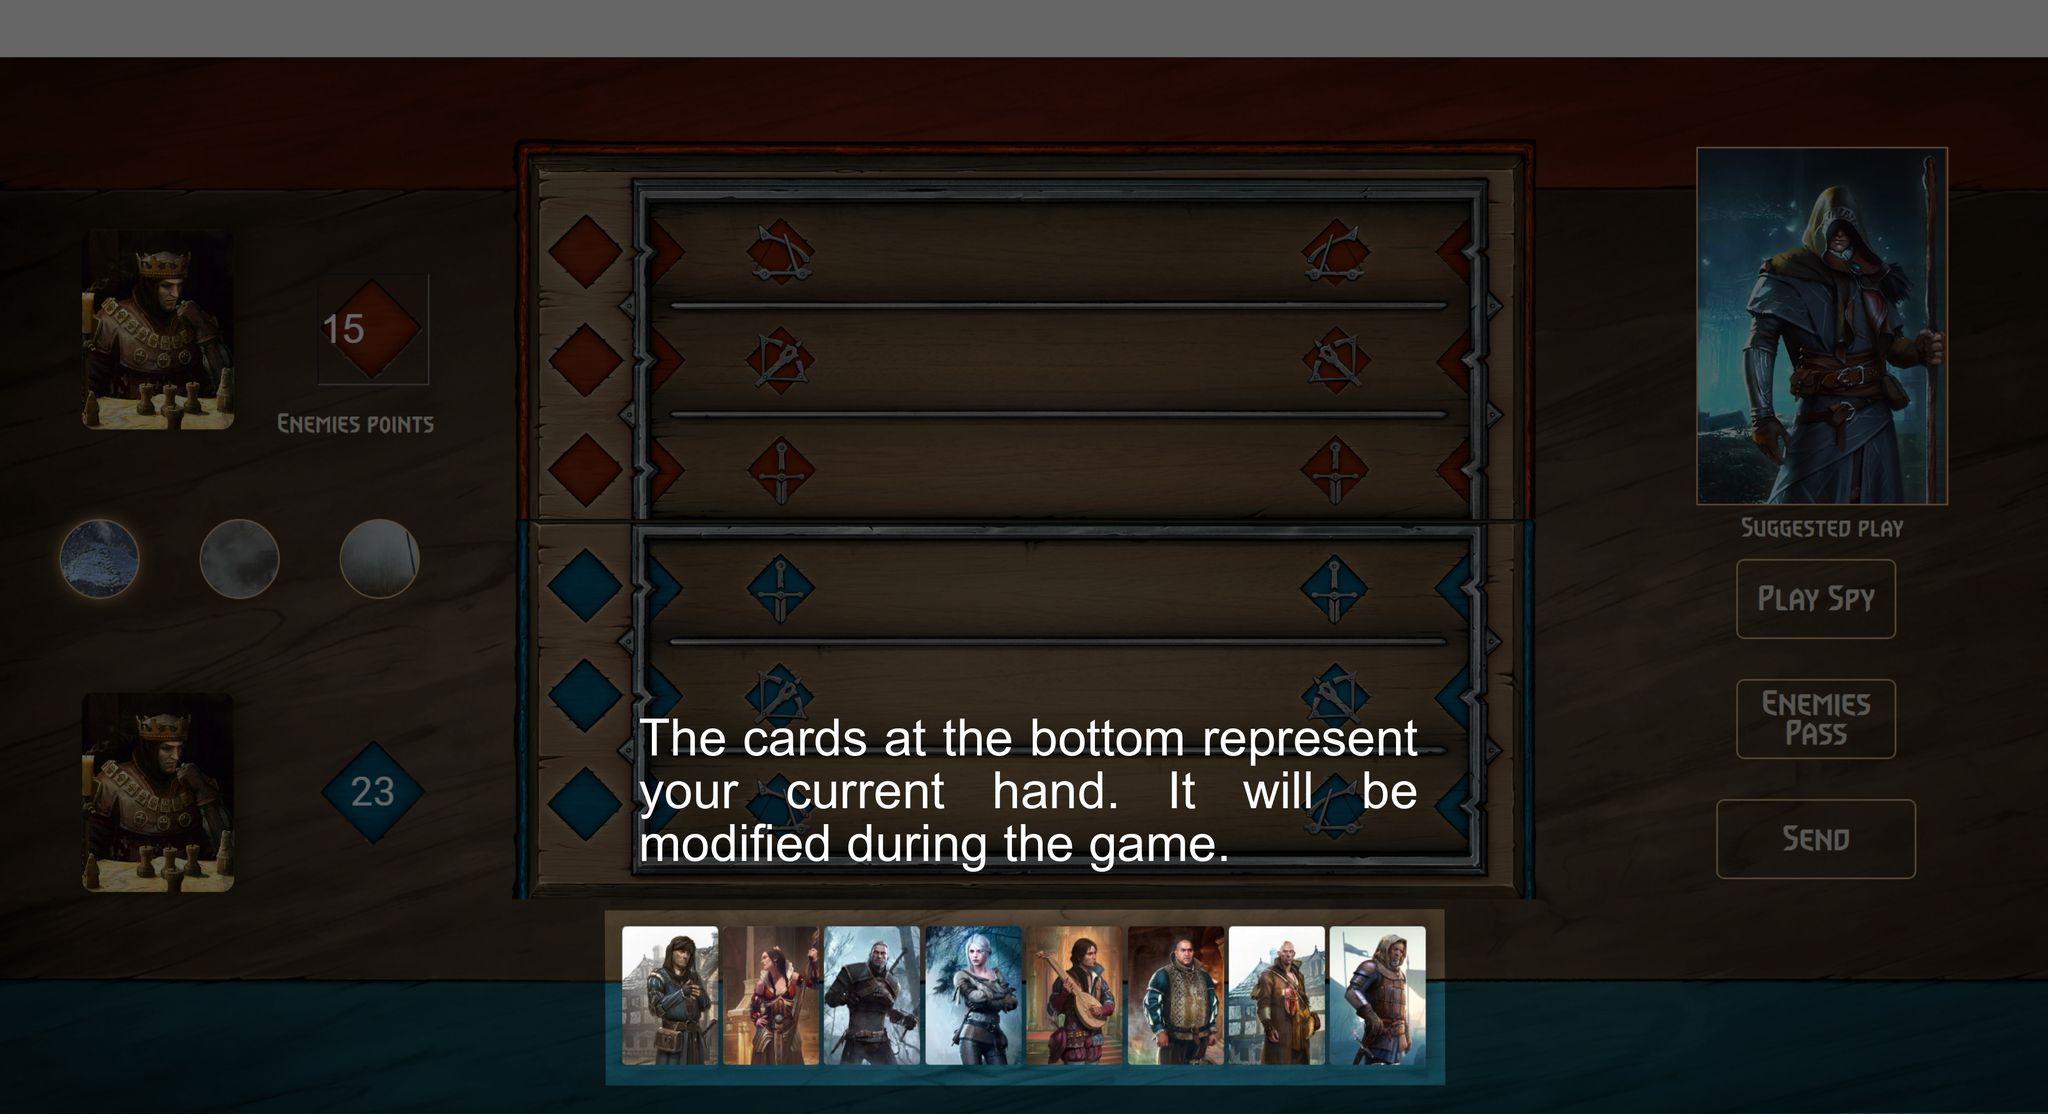 15
ENEMIES POINTS
SUGGESTED PLAY
PLAY SPY
ENEMIES
PASS
The cards at the bottom represent
your current hand. It will be
modified during the game.
23
SEND